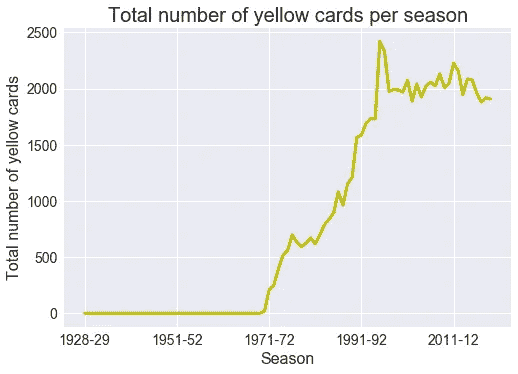 Total number of yellow cards per season
Total number of yellow cards
2500
2000
1500
1000
500
0
1928-29 1951-52 1971-72 1991-92 2011-12
Season